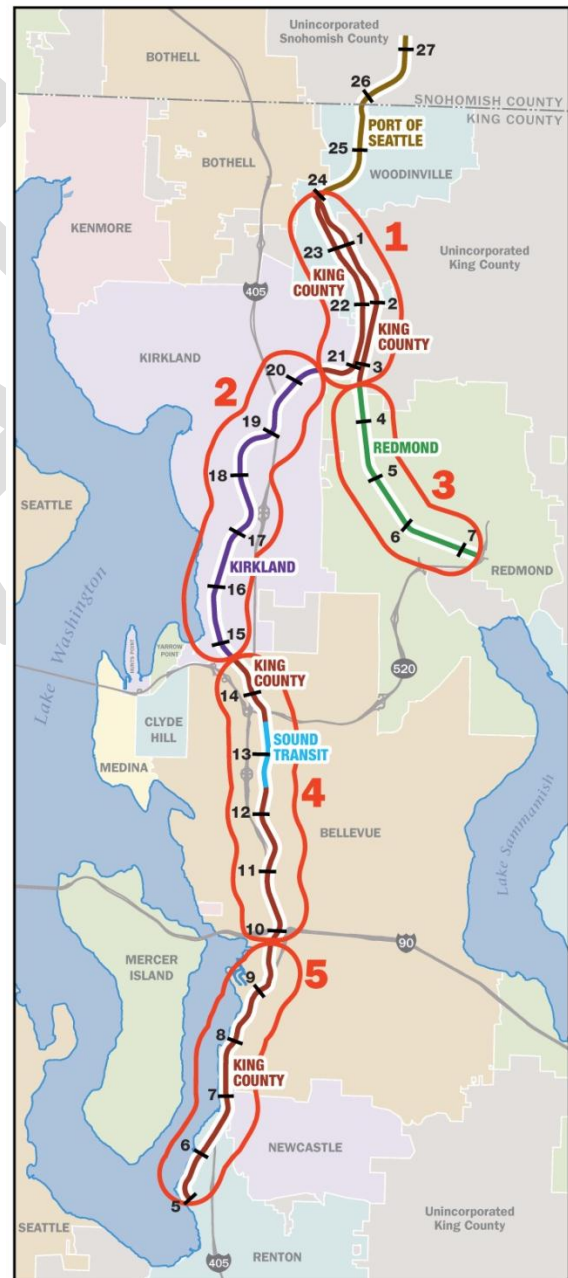 Unincorporated
Snohomish County
27
BOTHELL
26
SNOHOMISH COUNTY
KING COUNTY
PORT OF
SEATTLE
25
BOTHELL
WOODINVILLE
24
KENMORE
1
1
23
Unincorporated
King County
KING
COUNTY
405
22
2
KING
COUNTY
KIRKLAND
21
3
20
2
4
19
REDMOND
18
5
3
SEATTLE
17
6
7
KIRKLAND
REDMOND
16
Lake Washington
15
HUNTS POINT
YARROW
POINT
KING
COUNTY
520
14
CLYDE
HILL
SOUND
TRANSIT
13
MEDINA
4
12
BELLEVUE
Lake Sammamish
11
10
90
MERCER
ISLAND
5
9
8
KING
COUNTY
7
NEWCASTLE
6
5
Unincorporated
King County
SEATTLE
405
RENTON